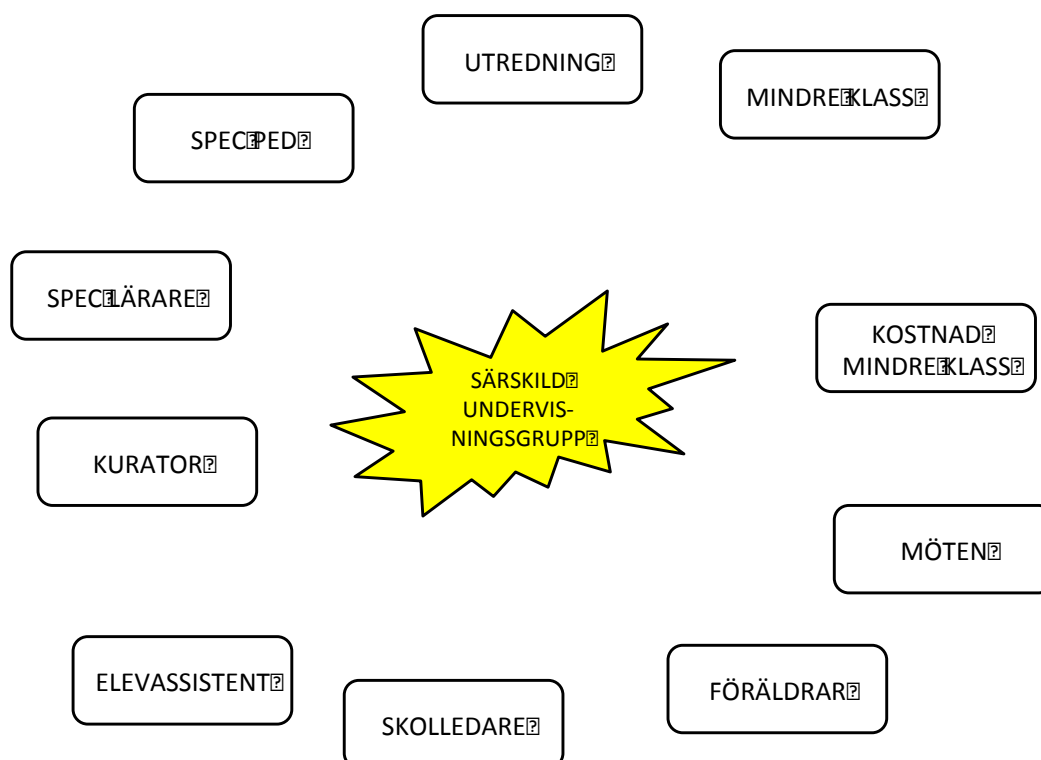 UTREDNING
MINDRE KLASS
SPEC PED
SPEC LÄRARE
KOSTNAD
MINDRE KLASS
SÄRSKILD
UNDERVIS-
NINGSGRUPP
KURATOR
MÖTEN
ELEVASSISTENT
FÖRÄLDRAR
SKOLLEDARE